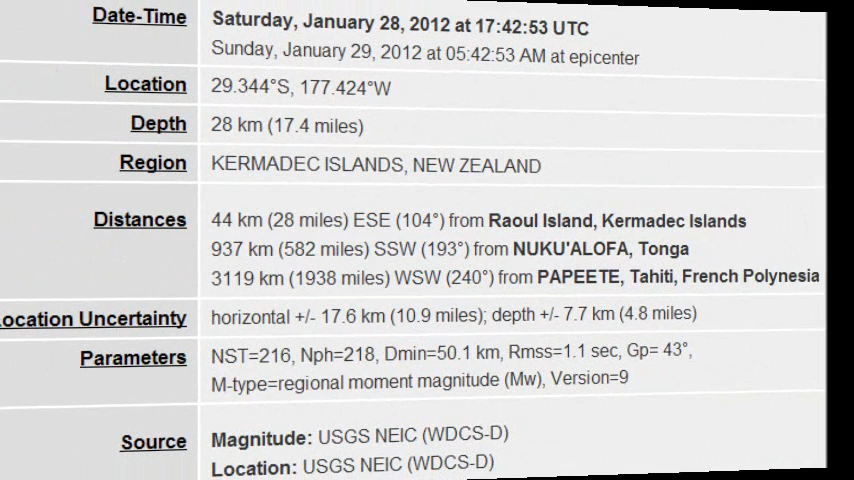 Date-Time
Saturday, January 28, 2012 at 17:42:53 UTC
Sunday, January 29, 2012 at 05:42:53 AM at epicenter
Location
29.344°S, 177.424°W
Depth
28 km (17.4 miles)
Region
KERMADEC ISLANDS, NEW ZEALAND
Distances
44 km (28 miles) ESE (104°) from Raoul Island, Kermadec Islands
937 km (582 miles) SSW (193°) from NUKU'ALOFA, Tonga
3119 km (1938 miles) WSW (240°) from PAPEETE, Tahiti, French Polynesia
ocation Uncertainty
horizontal +/- 17.6 km (10.9 miles); depth +/- 7.7 km (4.8 miles)
Parameters
NST=216, Nph=218, Dmin=50.1 km, Rmss=1.1 sec, Gp= 43°,
M-type=regional moment magnitude (Mw), Version=9
Source
Magnitude: USGS NEIC (WDCS-D)
Location: USGS NEIC (WDCS-D)